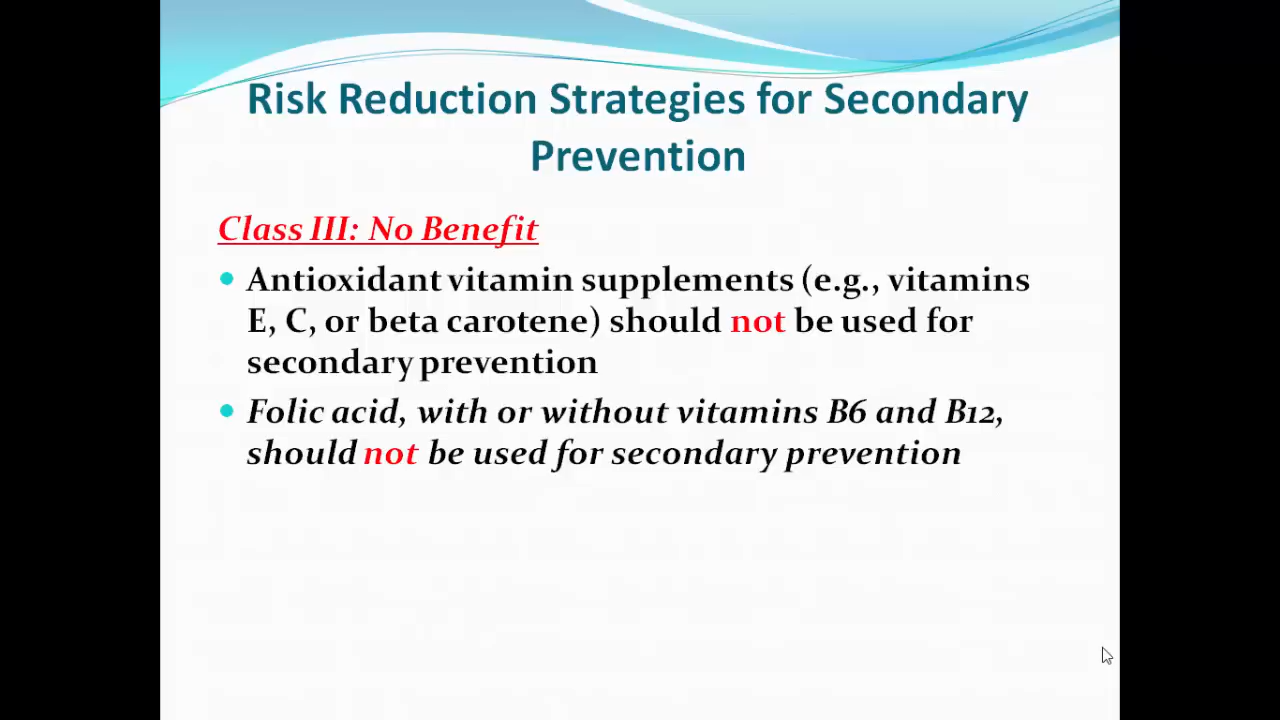 Risk Reduction Strategies for Secondary
Prevention
Class III: No Benefit
Antioxidant vitamin supplements (e.g., vitamins
E, C, or beta carotene) should not be used for
secondary prevention
Folic acid, with or without vitamins B6 and B12,
should not be used for secondary prevention